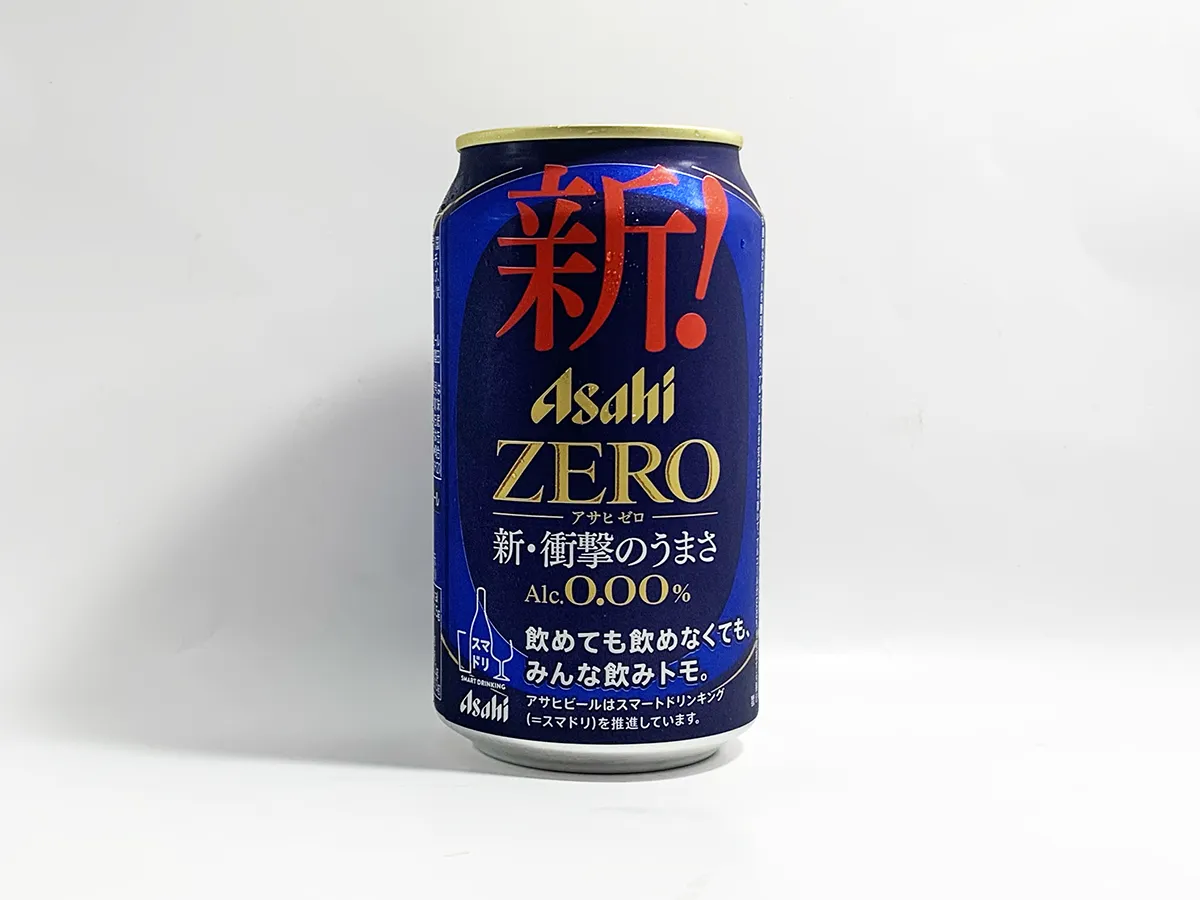 新!
Asahi
ZERO
アサヒ ゼロ
新・衝撃のうまさ
Alc.0.00%
スマ
ドリ
SMART DRINKING
Asahi
飲めても飲めなくても、
みんな飲みトモ。
アサヒビールはスマートドリンキング
(=スマドリ)を推進しています。